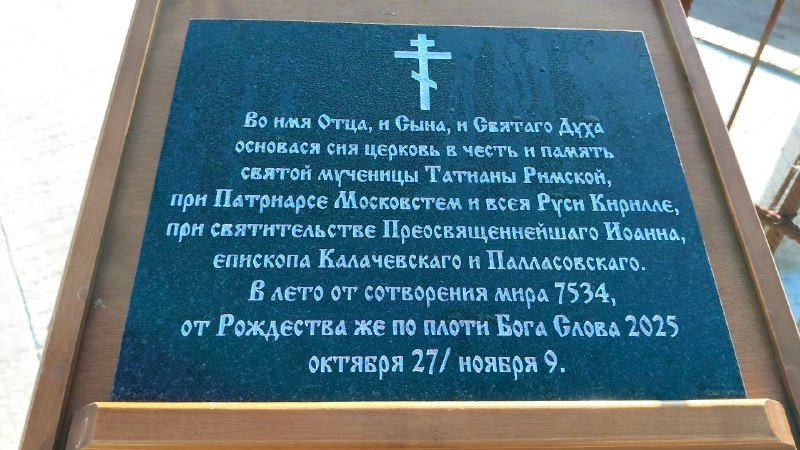 Во имя Отца, и Сына, и Святаго Духа
основася сия церковь в честь и память
святой мученицы Татианы Римской,
при Патриарсе Московстем и всея Руси Кирилле,
при святительстве Преосвященнейшаго Иоанна,
епископа Калачевскаго и Палласовскаго.
В лето от сотворения мира 7534,
от Рождества же по плоти Бога Слова 2025
октября 27/ ноября 9.